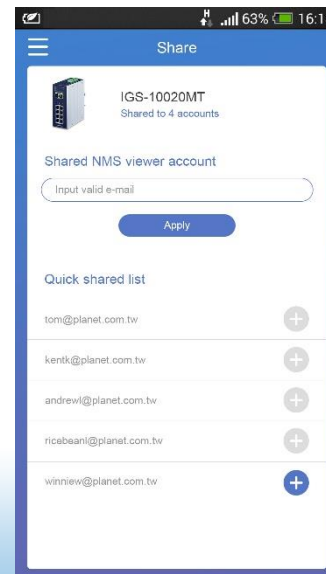 H 63% 16:1
Share
IGS-10020MT
Shared to 4 accounts
Shared NMS viewer account
Input valid e-mail
Apply
Quick shared list
tom@planet.com.tw
kentk@planet.com.tw
andrewl@planet.com.tw
ricebeanl@planet.com.tw
winniew@planet.com.tw